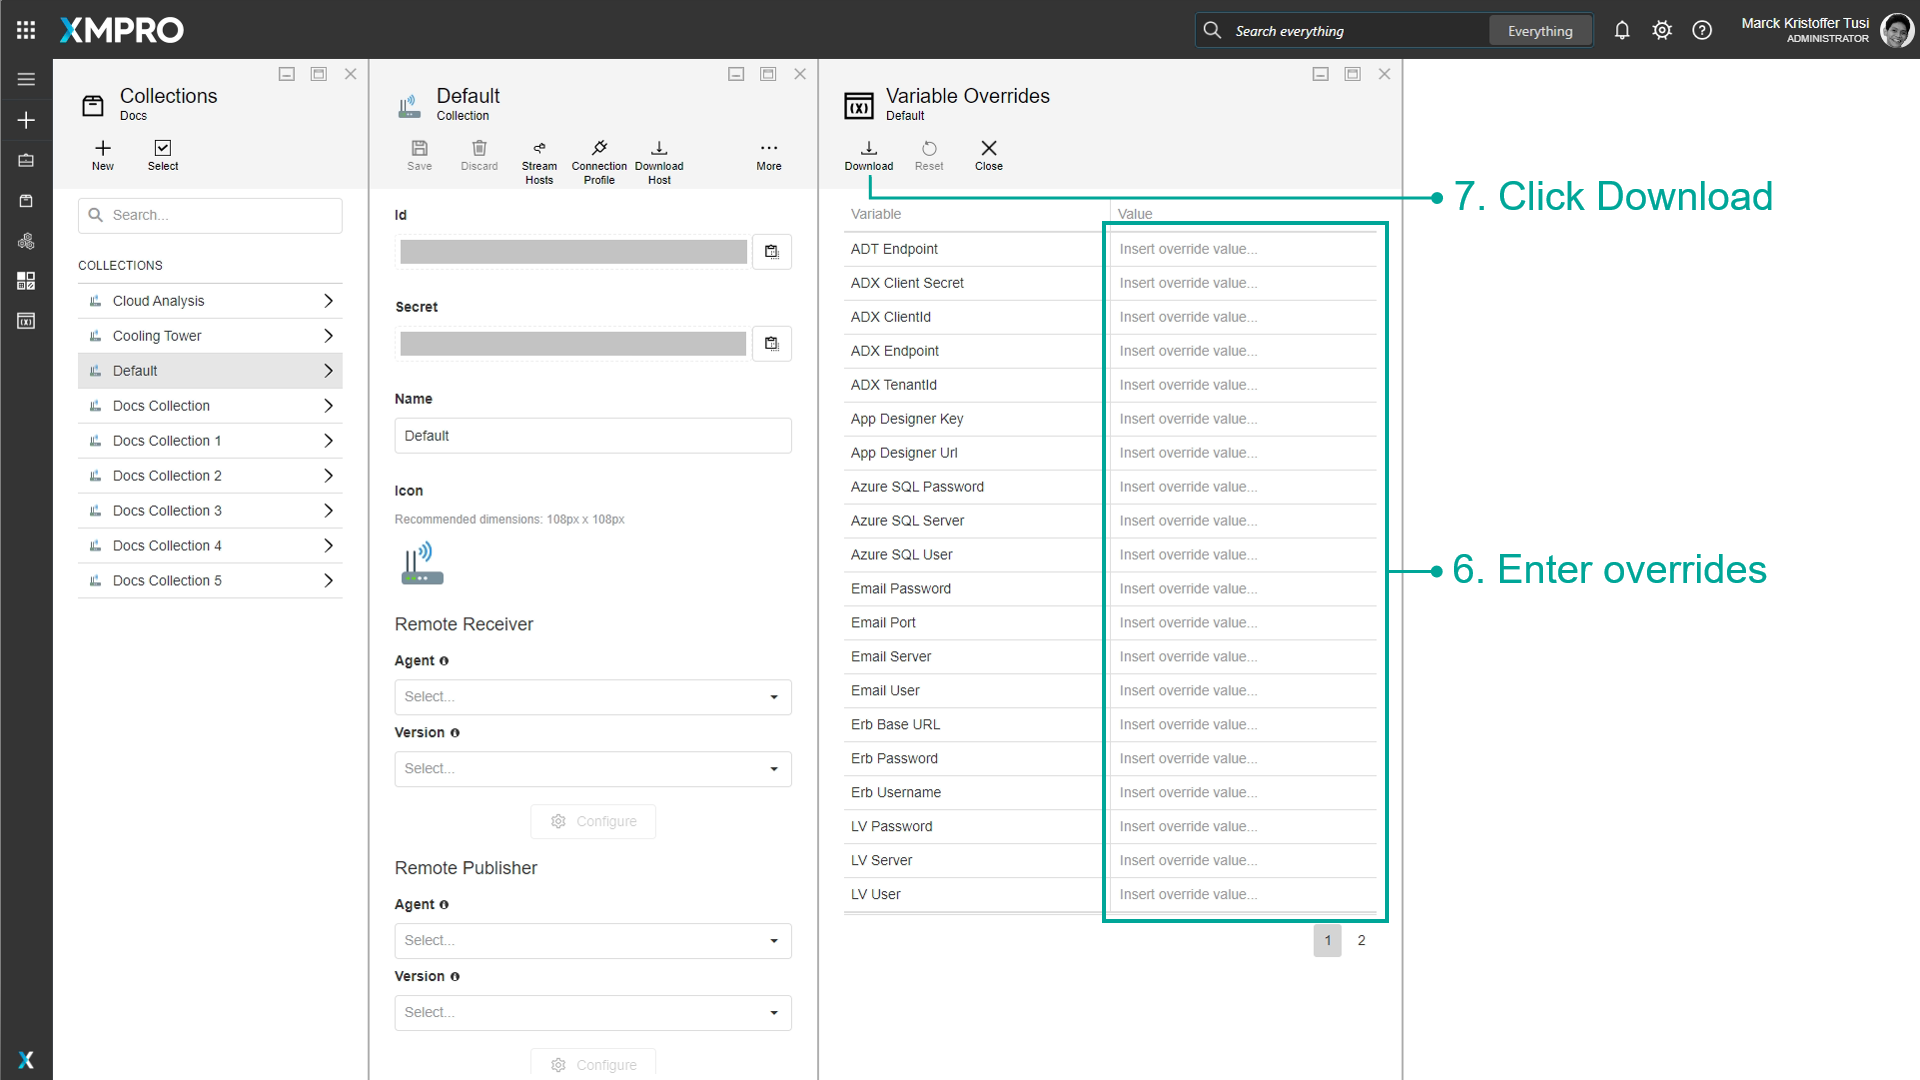 XMPRO
Search everything
Everything
Marck Kristoffer Tusi
ADMINISTRATOR
Collections
Docs
New
Select
Search...
COLLECTIONS
Cloud Analysis
Cooling Tower
Default
Docs Collection
Docs Collection 1
Docs Collection 2
Docs Collection 3
Docs Collection 4
Docs Collection 5
Default
Collection
Save
Discard
Stream Hosts
Connection Profile
Download Host
More
Id
Secret
Name
Default
Icon
Recommended dimensions: 108px x 108px
Remote Receiver
Agent
Select...
Version
Select...
Configure
Remote Publisher
Agent
Select...
Version
Select...
Configure
(X) Variable Overrides
Default
Download
Reset
Close
Variable Value
ADT Endpoint Insert override value...
ADX Client Secret Insert override value...
ADX ClientId Insert override value...
ADX Endpoint Insert override value...
ADX TenantId Insert override value...
App Designer Key Insert override value...
App Designer Url Insert override value...
Azure SQL Password Insert override value...
Azure SQL Server Insert override value...
Azure SQL User Insert override value...
Email Password Insert override value...
Email Port Insert override value...
Email Server Insert override value...
Email User Insert override value...
Erb Base URL Insert override value...
Erb Password Insert override value...
Erb Username Insert override value...
LV Password Insert override value...
LV Server Insert override value...
LV User Insert override value...
1 2
7. Click Download
6. Enter overrides